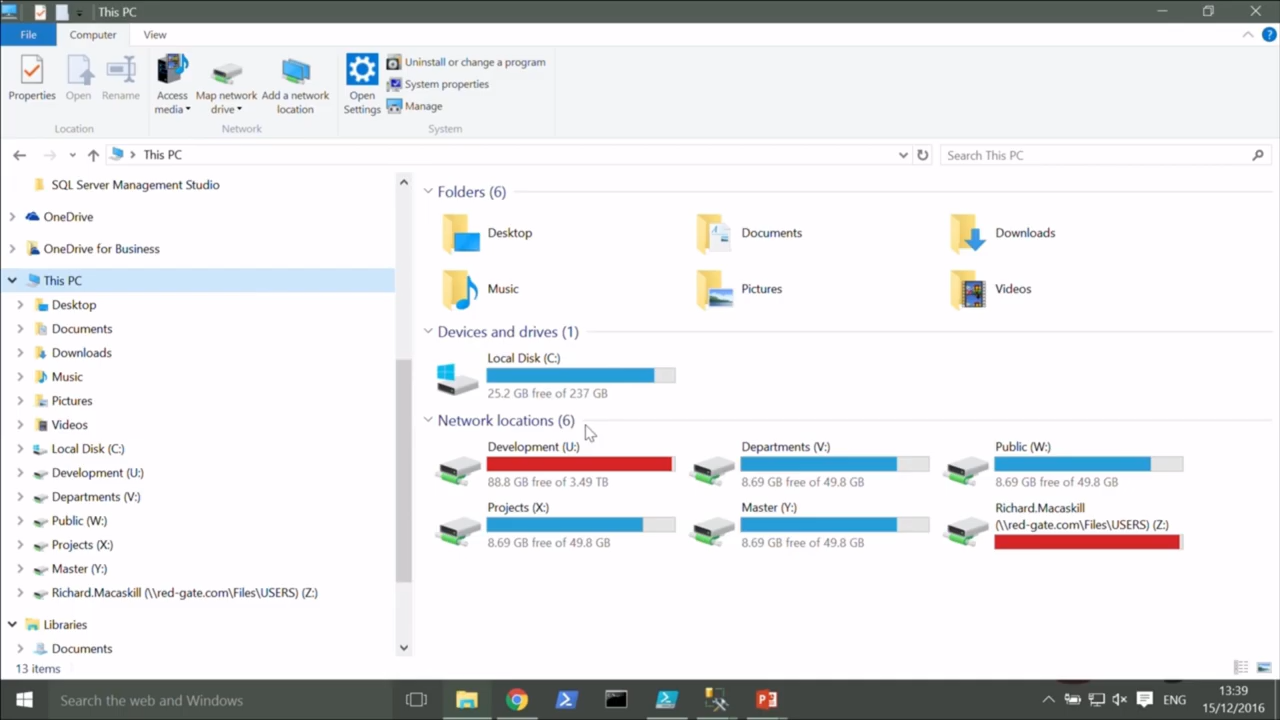 This PC
File
Computer
View
Properties
Open
Rename
Access media
Map network drive
Add a network location
Open Settings
Uninstall or change a program
System properties
Manage
Location
Network
System
This PC
Search This PC
SQL Server Management Studio
OneDrive
OneDrive for Business
This PC
Desktop
Documents
Downloads
Music
Pictures
Videos
Local Disk (C:)
Development (U:)
Departments (V:)
Public (W:)
Projects (X:)
Master (Y:)
Richard.Macaskill (\\red-gate.com\Files\USERS) (Z:)
Libraries
Documents
Folders (6)
Desktop
Documents
Downloads
Music
Pictures
Videos
Devices and drives (1)
Local Disk (C:)
25.2 GB free of 237 GB
Network locations (6)
Development (U:)
88.8 GB free of 3.49 TB
Departments (V:)
8.69 GB free of 49.8 GB
Public (W:)
8.69 GB free of 49.8 GB
Projects (X:)
8.69 GB free of 49.8 GB
Master (Y:)
8.69 GB free of 49.8 GB
Richard.Macaskill
(\\red-gate.com\Files\USERS) (Z:)
13 items
Search the web and Windows
ENG
13:39
15/12/2016